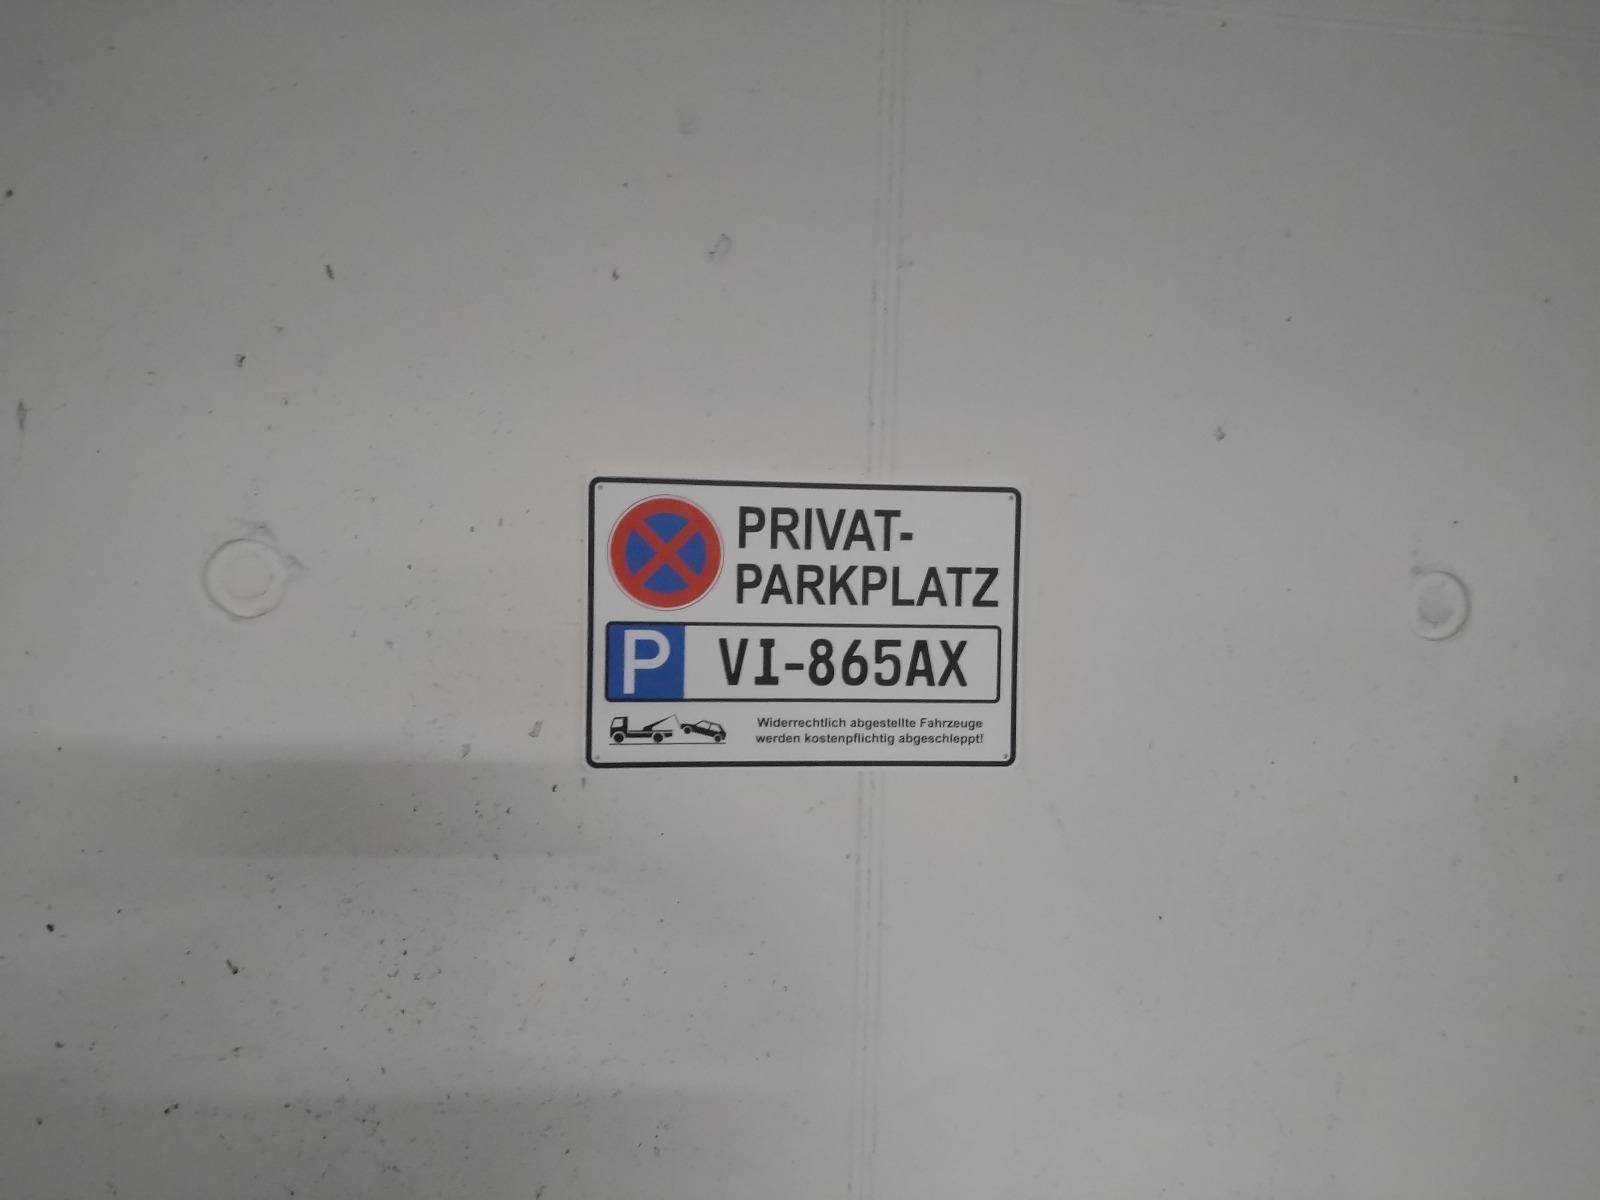 PRIVAT-
PARKPLATZ
P VI-865AX
Widerrechtlich abgestellte Fahrzeuge
werden kostenpflichtig abgeschleppt!